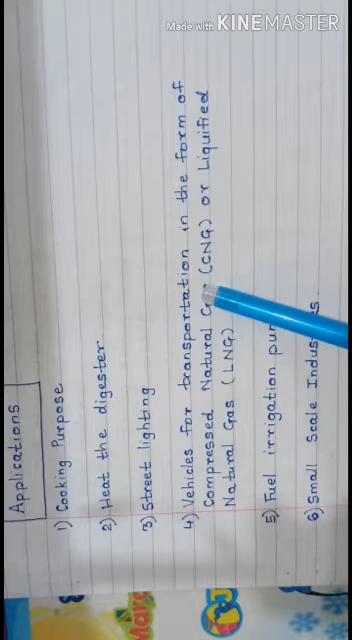 Made with KINEMASTER
Applications
1) Cooking Purpose
2) Heat the digester
3) Street lighting
4) Vehicles for transportation in the form of
Compressed Natural (CNG) or Liquified
Natural Gas (LNG)
5) Fuel irrigation
6) Small Scale